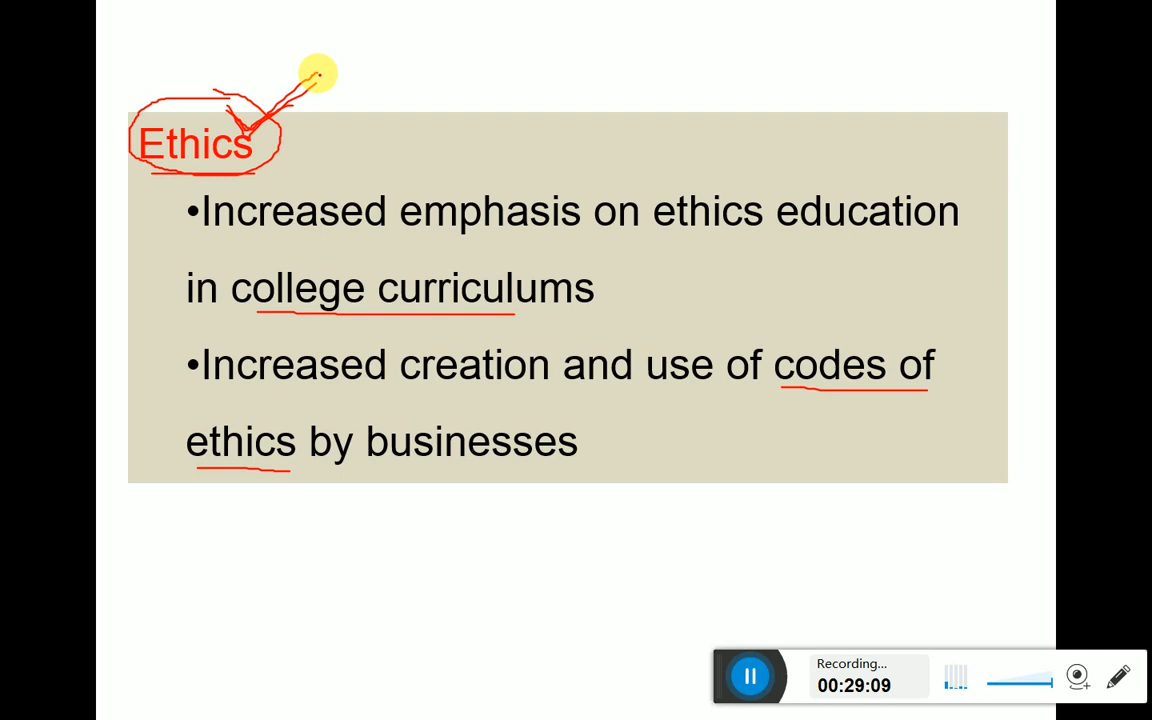 Ethics
•Increased emphasis on ethics education
in college curriculums
•Increased creation and use of codes of
ethics by businesses
Recording...
00:29:09